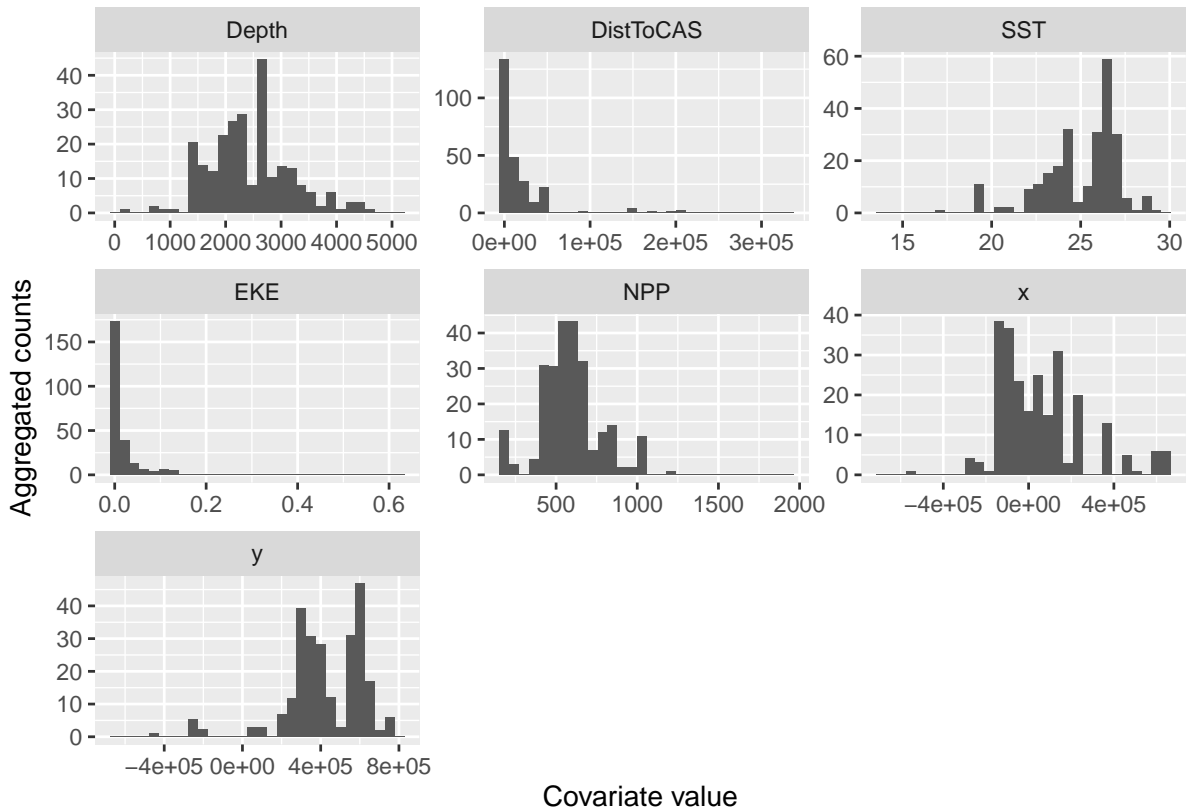 Depth
DistToCAS
SST
40
30
20
10
0
0 1000 2000 3000 4000 5000
100
50
0
0e+00 1e+05 2e+05 3e+05
60
40
20
0
15 20 25 30
EKE
NPP
x
150
100
50
0
0.0 0.2 0.4 0.6
40
30
20
10
0
500 1000 1500 2000
40
30
20
10
0
−4e+05 0e+00 4e+05
y
40
30
20
10
0
−4e+05 0e+00 4e+05 8e+05
Aggregated counts
Covariate value